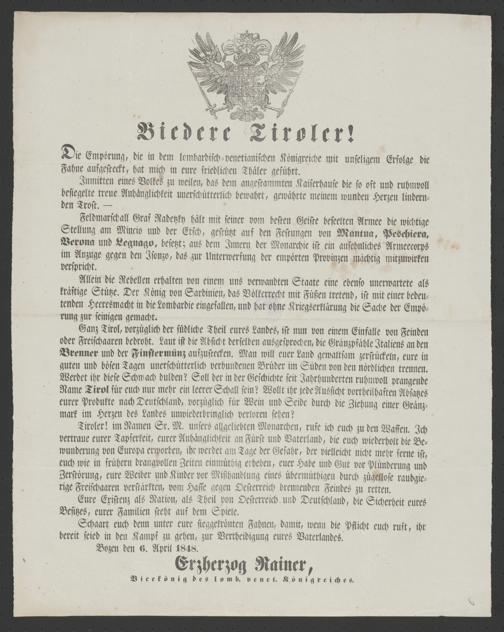 Biedere Tiroler!
Die Empörung, die in dem lombardisch-venetianischen Königreiche mit unseligem Erfolge die
Fahne aufgesteckt, hat mich in eure friedlichen Thäler geführt.
Inmitten eines Volkes zu weilen, das dem angestammten Kaiserhause die so oft und ruhmvoll
besiegelte treue Anhänglichkeit unerschütterlich bewahrt, gewährte meinem wunden Herzen lindern-
den Trost. —
Feldmarschall Graf Radetzky hält mit seiner vom besten Geiste beseelten Armee die wichtige
Stellung am Mincio und der Etsch, gestützt auf den Festungen von Mantua, Peschiera,
Verona und Legnago, besetzt; aus dem Innern der Monarchie ist ein ansehnliches Armeecorps
im Anzuge gegen den Isonzo, das zur Unterwerfung der empörten Provinzen mächtig mitzuwirken
verspricht.
Allein die Rebellen erhalten von einem uns verwandten Staate eine ebenso unerwartete als
kräftige Stütze. Der König von Sardinien, das Völkerrecht mit Füßen tretend, ist mit einer bedeu-
tenden Heeresmacht in die Lombardie eingefallen, und hat ohne Kriegserklärung die Sache der Empö-
rung zur seinigen gemacht.
Ganz Tirol, vorzüglich der südliche Theil eures Landes, ist nun von einem Einfalle von Feinden
oder Freischaaren bedroht. Laut ist die Absicht derselben ausgesprochen, die Gränzpfähle Italiens an den
Brenner und der Finstermünz aufzustecken. Man will euer Land gewaltsam zerstückeln, eure in
guten und bösen Tagen unerschütterlich verbundenen Brüder im Süden von den nördlichen trennen.
Werdet ihr diese Schmach dulden? Soll der in der Geschichte seit Jahrhunderten ruhmvoll prangende
Name Tirol für euch nur mehr ein leerer Schall sein? Wollt ihr jede Aussicht vortheilhaften Absatzes
eurer Produkte nach Deutschland, vorzüglich für Wein und Seide durch die Ziehung einer Gränz-
mark im Herzen des Landes unwiederbringlich verloren sehen?
Tiroler! im Namen Sr. M. unsers allgeliebten Monarchen, rufe ich euch zu den Waffen. Ich
vertraue eurer Tapferkeit, eurer Anhänglichkeit an Fürst und Vaterland, die euch wiederholt die Be-
wunderung von Europa erworben, ihr werdet am Tage der Gefahr, der vielleicht nicht mehr ferne ist,
euch wie in frühern drangvollen Zeiten einmüthig erheben, euer Habe und Gut vor Plünderung und
Zerstörung, eure Weiber und Kinder vor Mißhandlung eines übermüthigen durch zügellose raubgie-
rige Freischaaren verstärkten, vom Hasse gegen Oesterreich brennenden Feindes zu retten.
Eure Existenz als Nation, als Theil von Oesterreich und Deutschland, die Sicherheit eures
Besitzes, eurer Familien steht auf dem Spiele.
Schaart euch denn unter eure sieggekrönten Fahnen, damit, wenn die Pflicht euch ruft, ihr
bereit seied in den Kampf zu gehen, zur Vertheidigung eures Vaterlandes.
Bozen den 6. April 1848.
Erzherzog Rainer,
Vicekönig des lomb. venet. Königreiches.